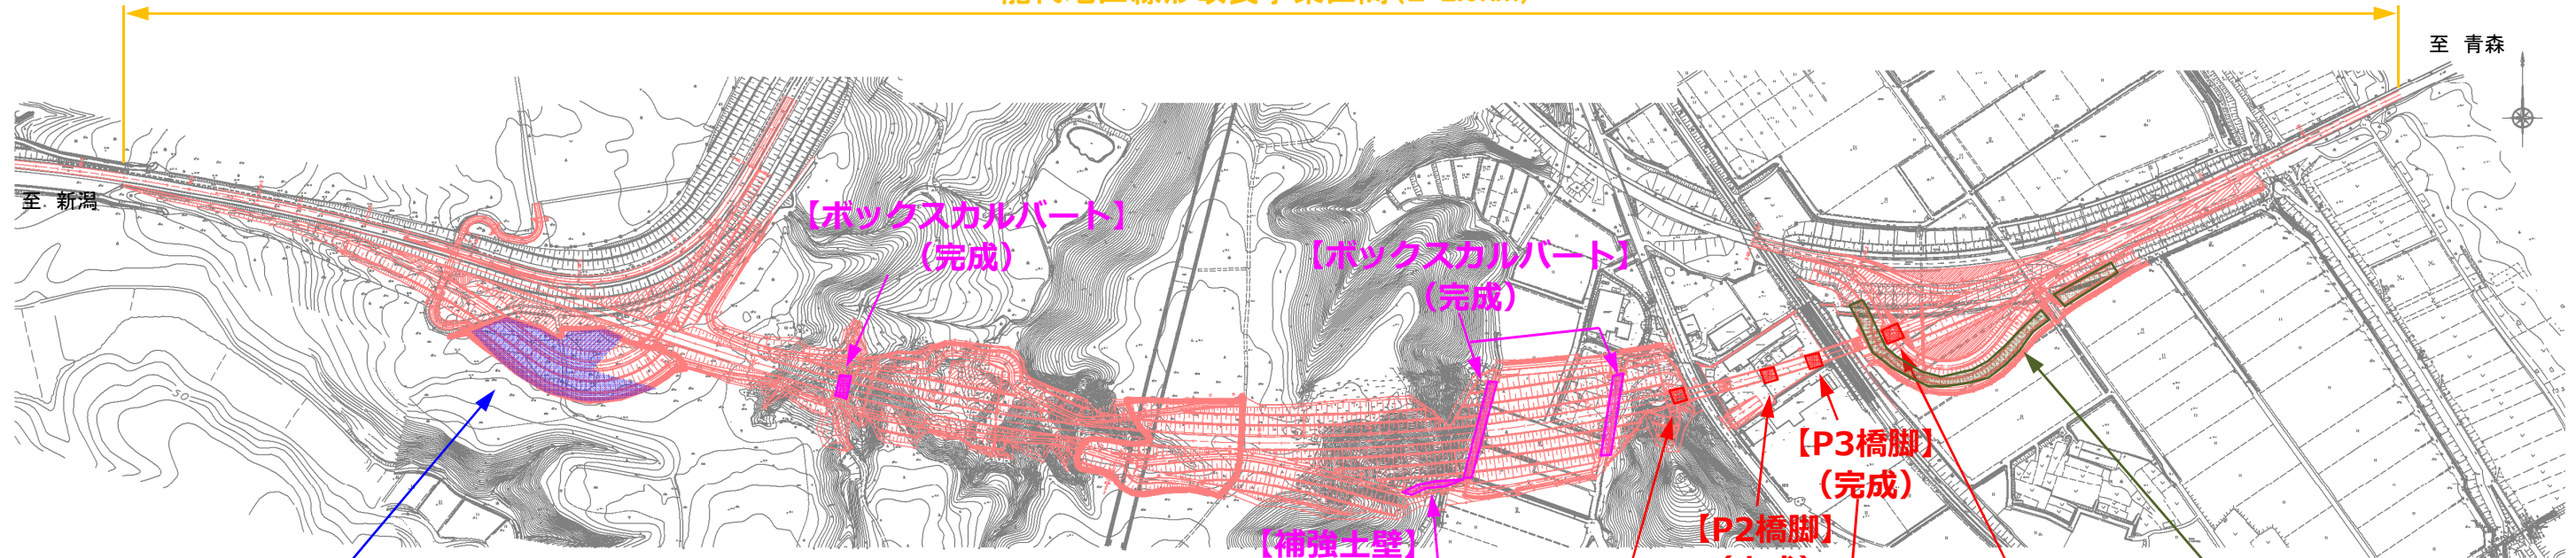 至 青森
至 新潟
【ボックスカルバート】
（完成）
【ボックスカルバート】
（完成）
【P3橋脚】
（完成）
【P2橋脚】
【補強土壁】
50